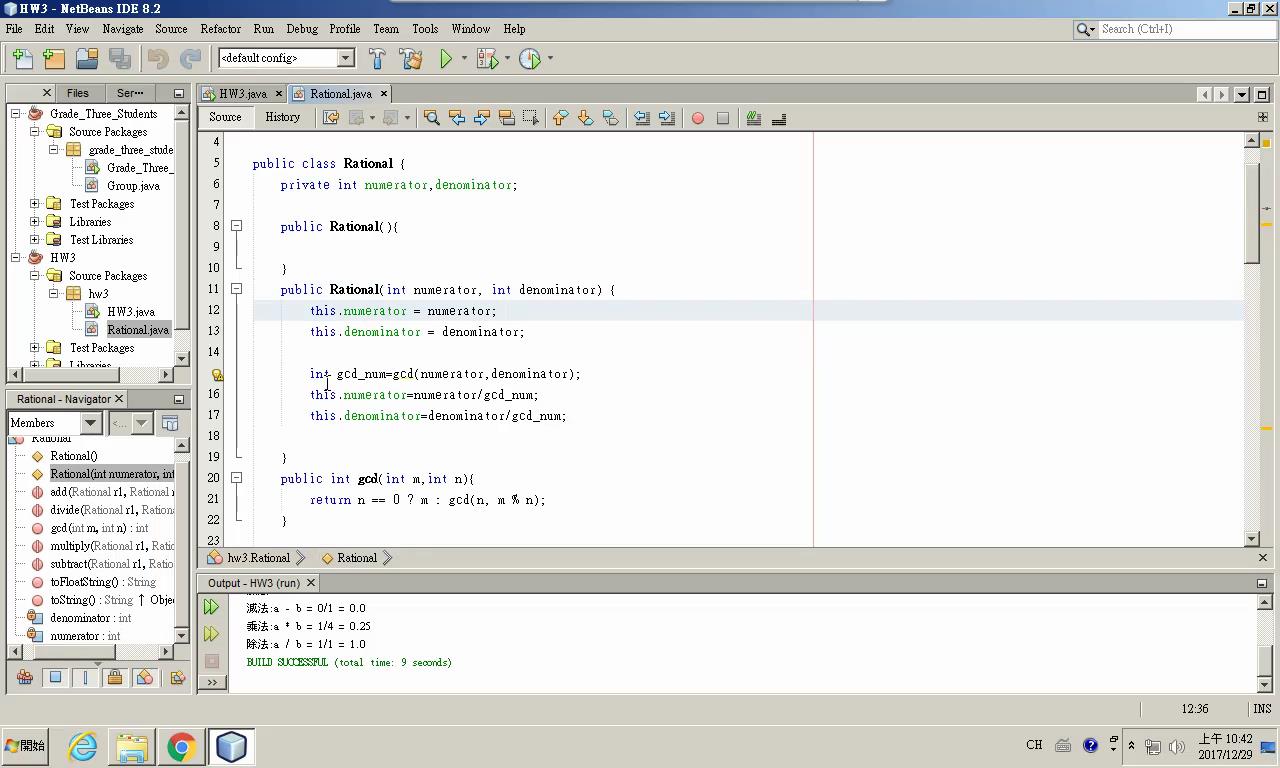 HW3 - NetBeans IDE 8.2
File Edit View Navigate Source Refactor Run Debug Profile Team Tools Window Help
Search (Ctrl+I)
<default config>
Files Ser...
Grade_Three_Students
Source Packages
grade_three_stude
Grade_Three_
Group.java
Test Packages
Libraries
Test Libraries
HW3
Source Packages
hw3
HW3.java
Rational.java
Test Packages
Libraries
Rational - Navigator
Members <...
Rational
Rational()
Rational(int numerator, int
add(Rational r1, Rational r
divide(Rational r1, Rational
gcd(int m, int n) : int
multiply(Rational r1, Ratio
subtract(Rational r1, Ratio
toFloatString() : String
toString() : String ↑ Obje
denominator : int
numerator : int
HW3.java Rational.java
Source History
4
5 public class Rational {
6 private int numerator,denominator;
7
8 public Rational(){
9
10 }
11 public Rational(int numerator, int denominator) {
12 this.numerator = numerator;
13 this.denominator = denominator;
14
int gcd_num=gcd(numerator,denominator);
16 this.numerator=numerator/gcd_num;
17 this.denominator=denominator/gcd_num;
18
19 }
20 public int gcd(int m,int n){
21 return n == 0 ? m : gcd(n, m % n);
22 }
23
hw3.Rational Rational
Output - HW3 (run)
減法:a - b = 0/1 = 0.0
乘法:a * b = 1/4 = 0.25
除法:a / b = 1/1 = 1.0
BUILD SUCCESSFUL (total time: 9 seconds)
>>
12:36 INS
開始
CH
上午 10:42
2017/12/29